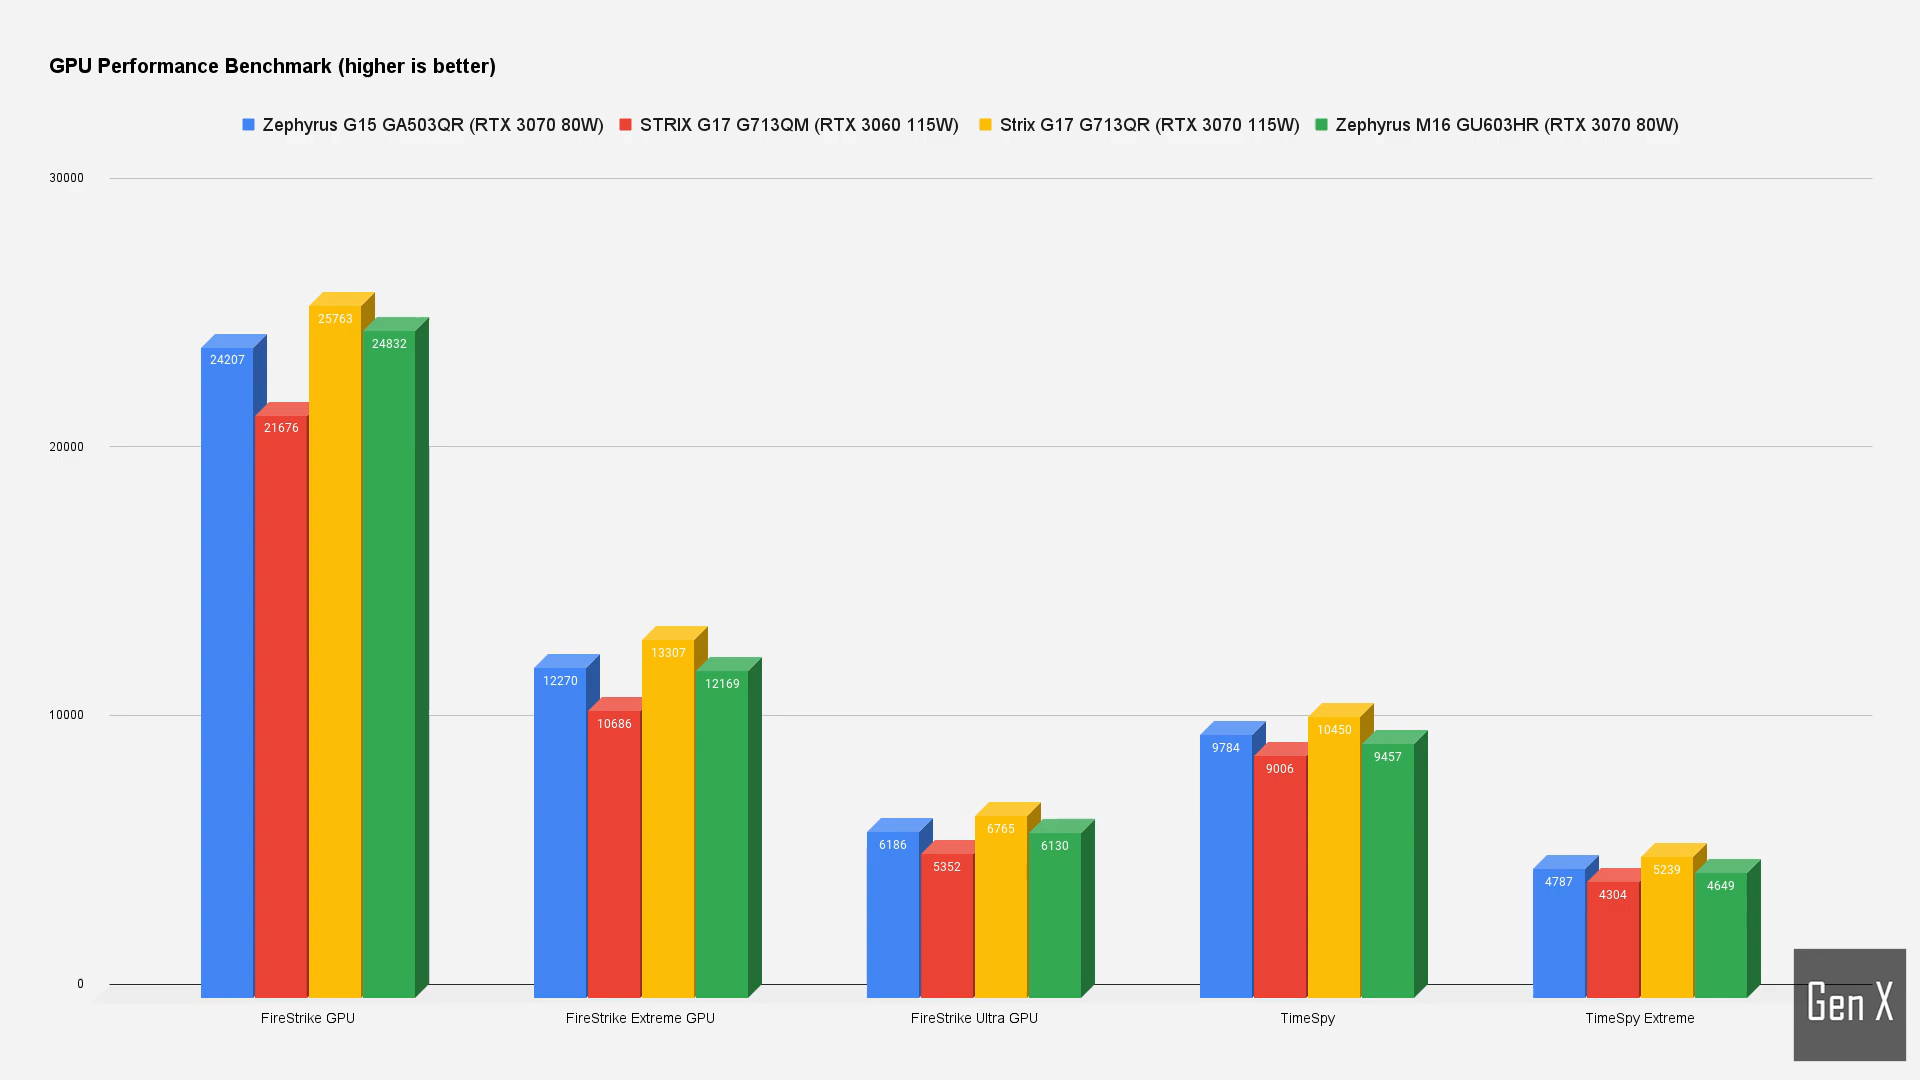 GPU Performance Benchmark (higher is better)
Zephyrus G15 GA503QR (RTX 3070 80W) STRIX G17 G713QM (RTX 3060 115W) Strix G17 G713QR (RTX 3070 115W) Zephyrus M16 GU603HR (RTX 3070 80W)
30000
20000
10000
0
24207 21676 25763 24832
12270 10686 13307 12169
6186 5352 6765 6130
9784 9006 10450 9457
4787 4304 5239 4649
FireStrike GPU FireStrike Extreme GPU FireStrike Ultra GPU TimeSpy TimeSpy Extreme
Gen X